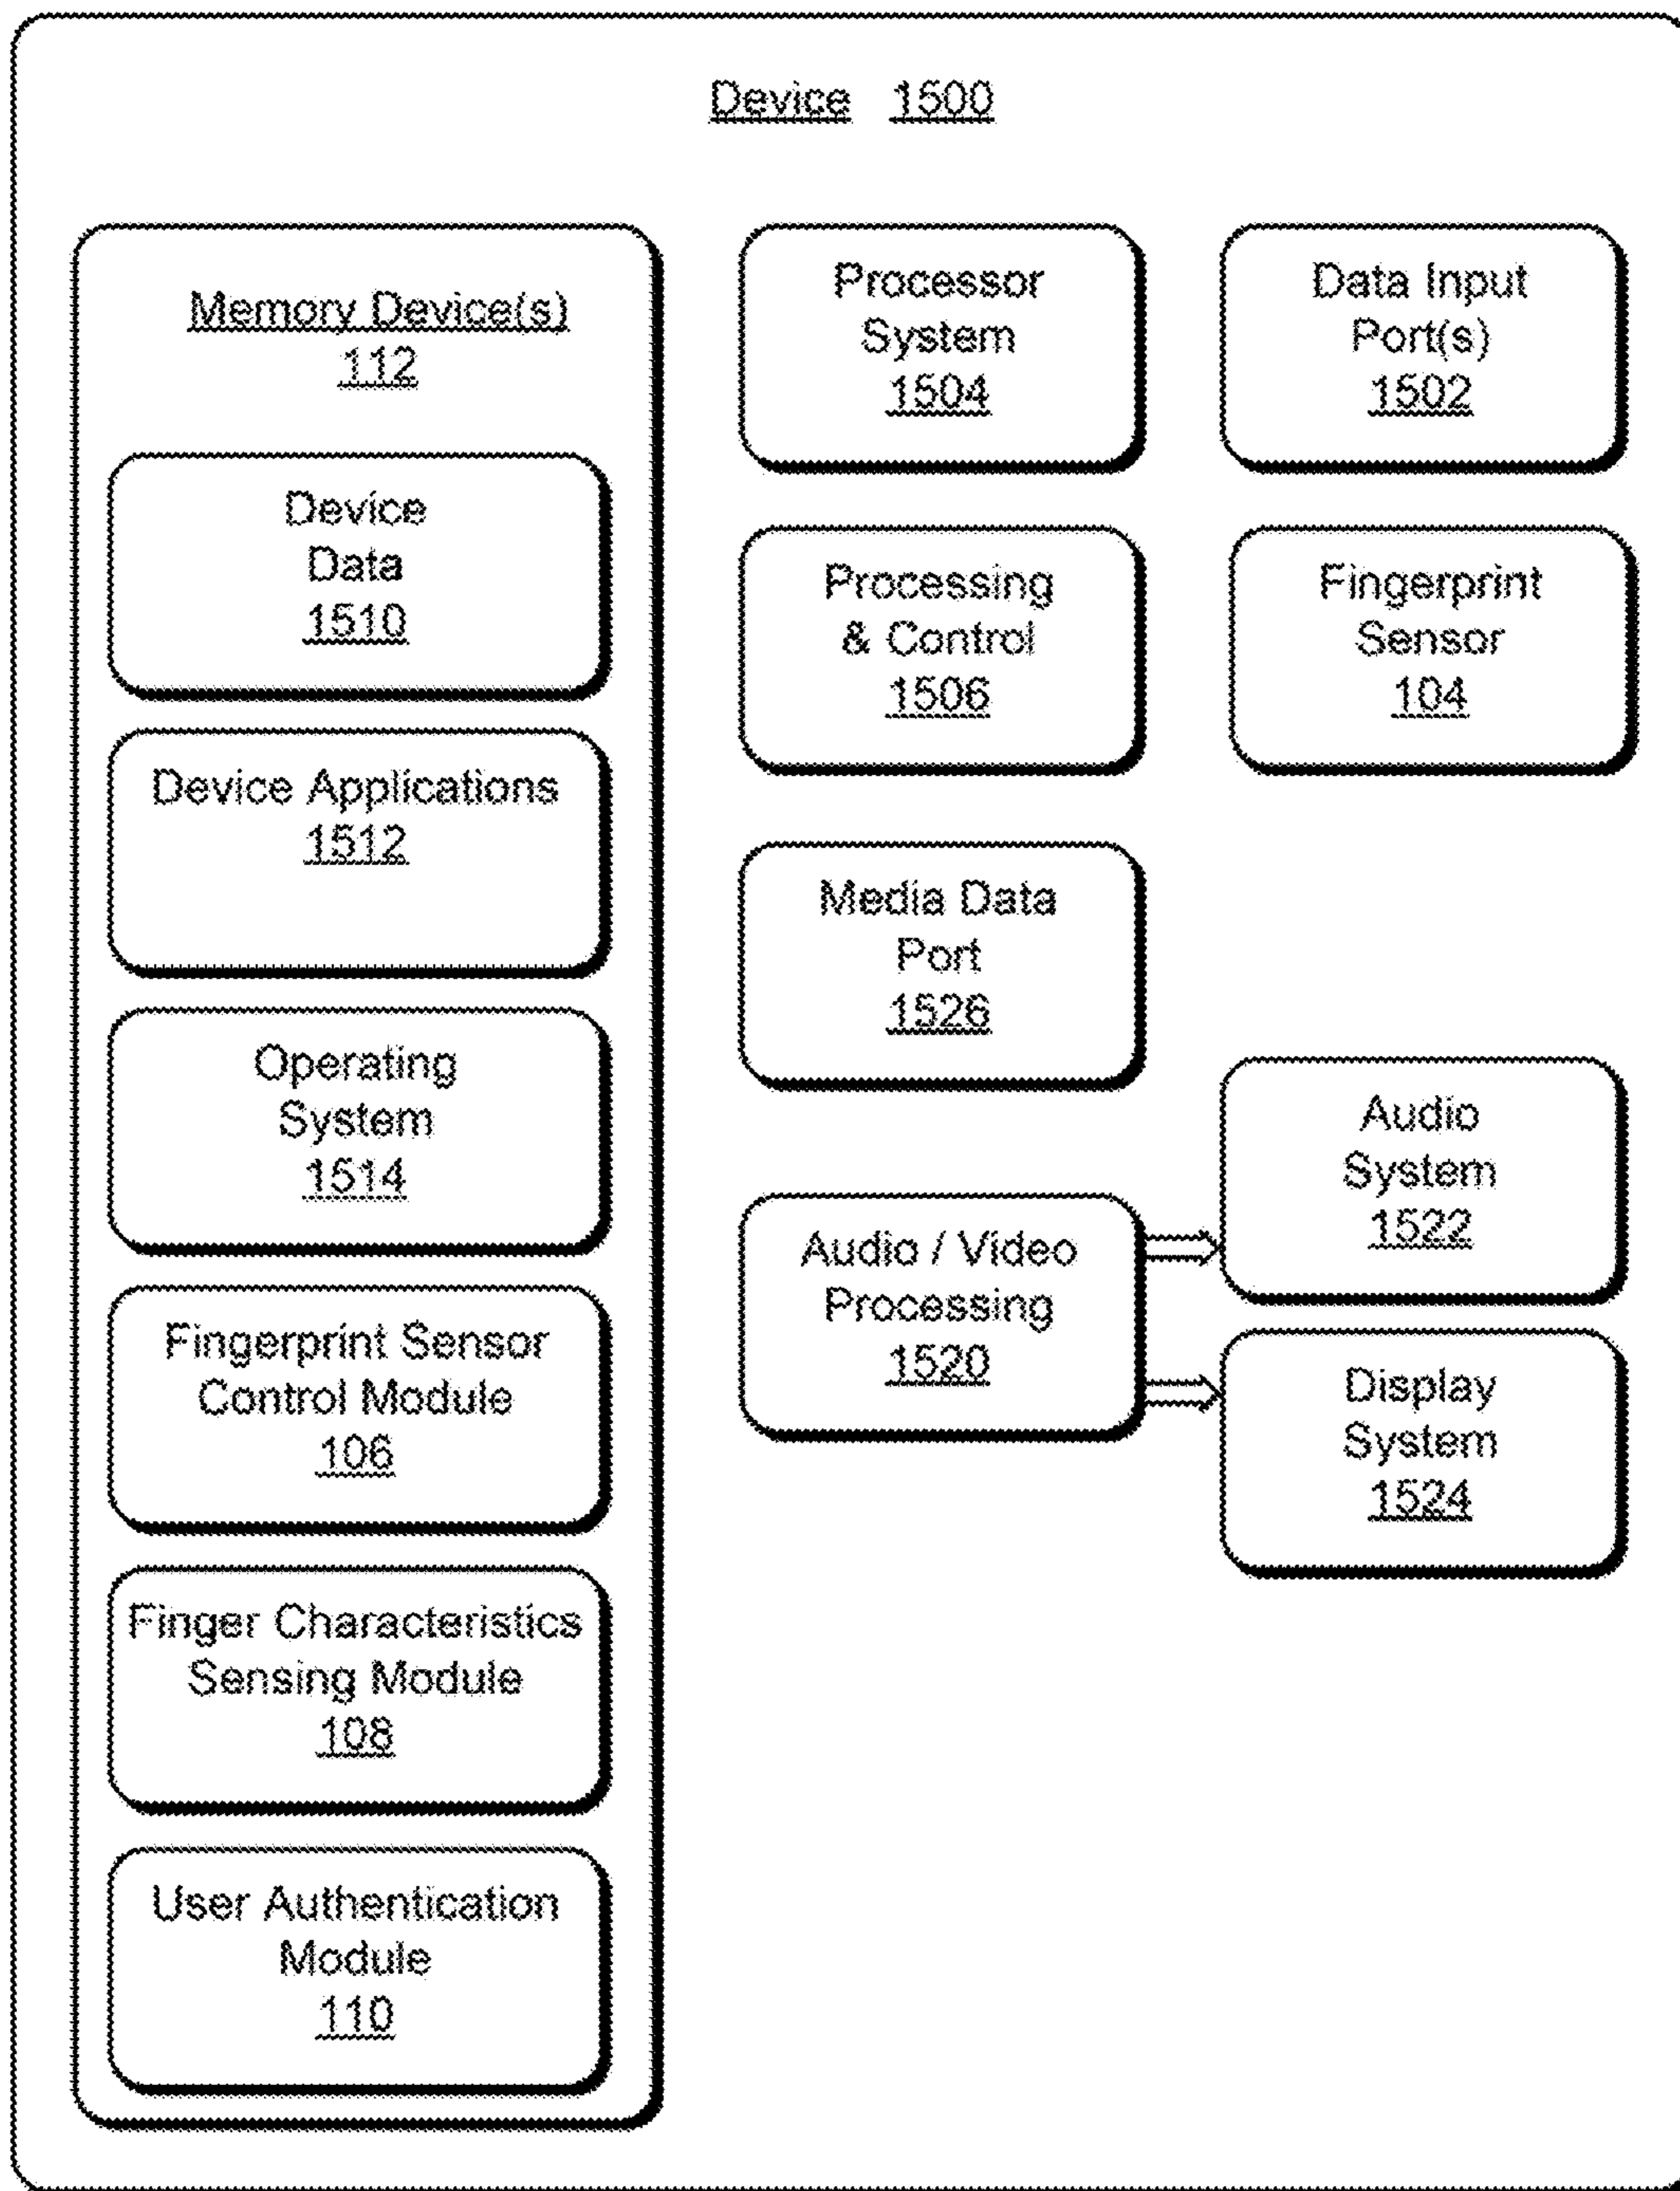 Device 1500
Memory Device(s)
112
Device
Data
1510
Device Applications
1512
Operating
System
1514
Fingerprint Sensor
Control Module
106
Finger Characteristics
Sensing Module
108
User Authentication
Module
110
Processor
System
1504
Data Input
Port(s)
1502
Processing
& Control
1506
Fingerprint
Sensor
104
Media Data
Port
1526
Audio / Video
Processing
1520
Audio
System
1522
Display
System
1524